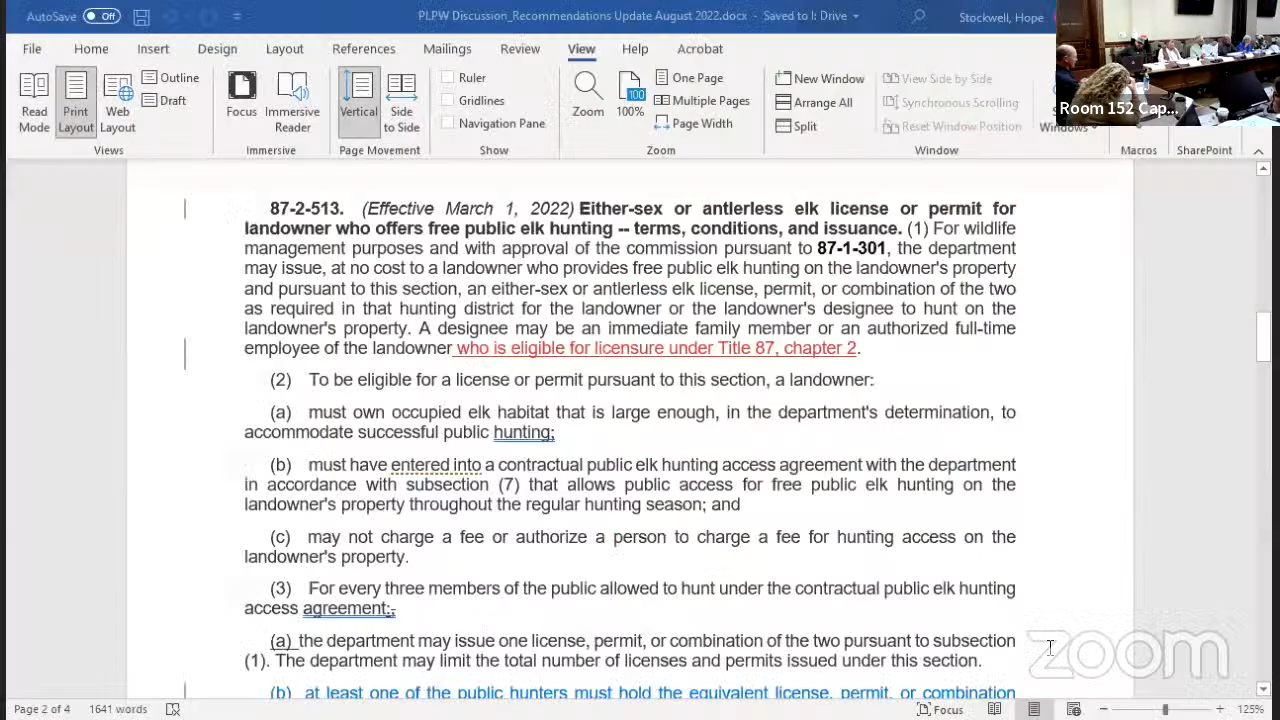 AutoSave Off PLPW Discussion_Recommendations Update August 2022.docx - Saved to I: Drive Stockwell, Hope
File Home Insert Design Layout References Mailings Review View Help Acrobat
Read Mode Print Layout Web Layout Outline Draft
Views
Focus Immersive Reader
Immersive
Vertical Side to Side
Page Movement
Ruler
Gridlines
Navigation Pane
Show
Zoom 100% One Page
Multiple Pages
Page Width
Zoom
New Window
Arrange All
Split
View Side by Side
Synchronous Scrolling
Reset Window Position
Windows
Window
Macros
SharePoint
Room 152 Cap...
87-2-513. (Effective March 1, 2022) Either-sex or antlerless elk license or permit for
landowner who offers free public elk hunting -- terms, conditions, and issuance. (1) For wildlife
management purposes and with approval of the commission pursuant to 87-1-301, the department
may issue, at no cost to a landowner who provides free public elk hunting on the landowner's property
and pursuant to this section, an either-sex or antlerless elk license, permit, or combination of the two
as required in that hunting district for the landowner or the landowner's designee to hunt on the
landowner's property. A designee may be an immediate family member or an authorized full-time
employee of the landowner who is eligible for licensure under Title 87, chapter 2.
(2) To be eligible for a license or permit pursuant to this section, a landowner:
(a) must own occupied elk habitat that is large enough, in the department's determination, to
accommodate successful public hunting;
(b) must have entered into a contractual public elk hunting access agreement with the department
in accordance with subsection (7) that allows public access for free public elk hunting on the
landowner's property throughout the regular hunting season; and
(c) may not charge a fee or authorize a person to charge a fee for hunting access on the
landowner's property.
(3) For every three members of the public allowed to hunt under the contractual public elk hunting
access agreement:,
(a) the department may issue one license, permit, or combination of the two pursuant to subsection
(1). The department may limit the total number of licenses and permits issued under this section.
(b) at least one of the public hunters must hold the equivalent license, permit, or combination
zoom
Page 2 of 4 1641 words Focus 125%